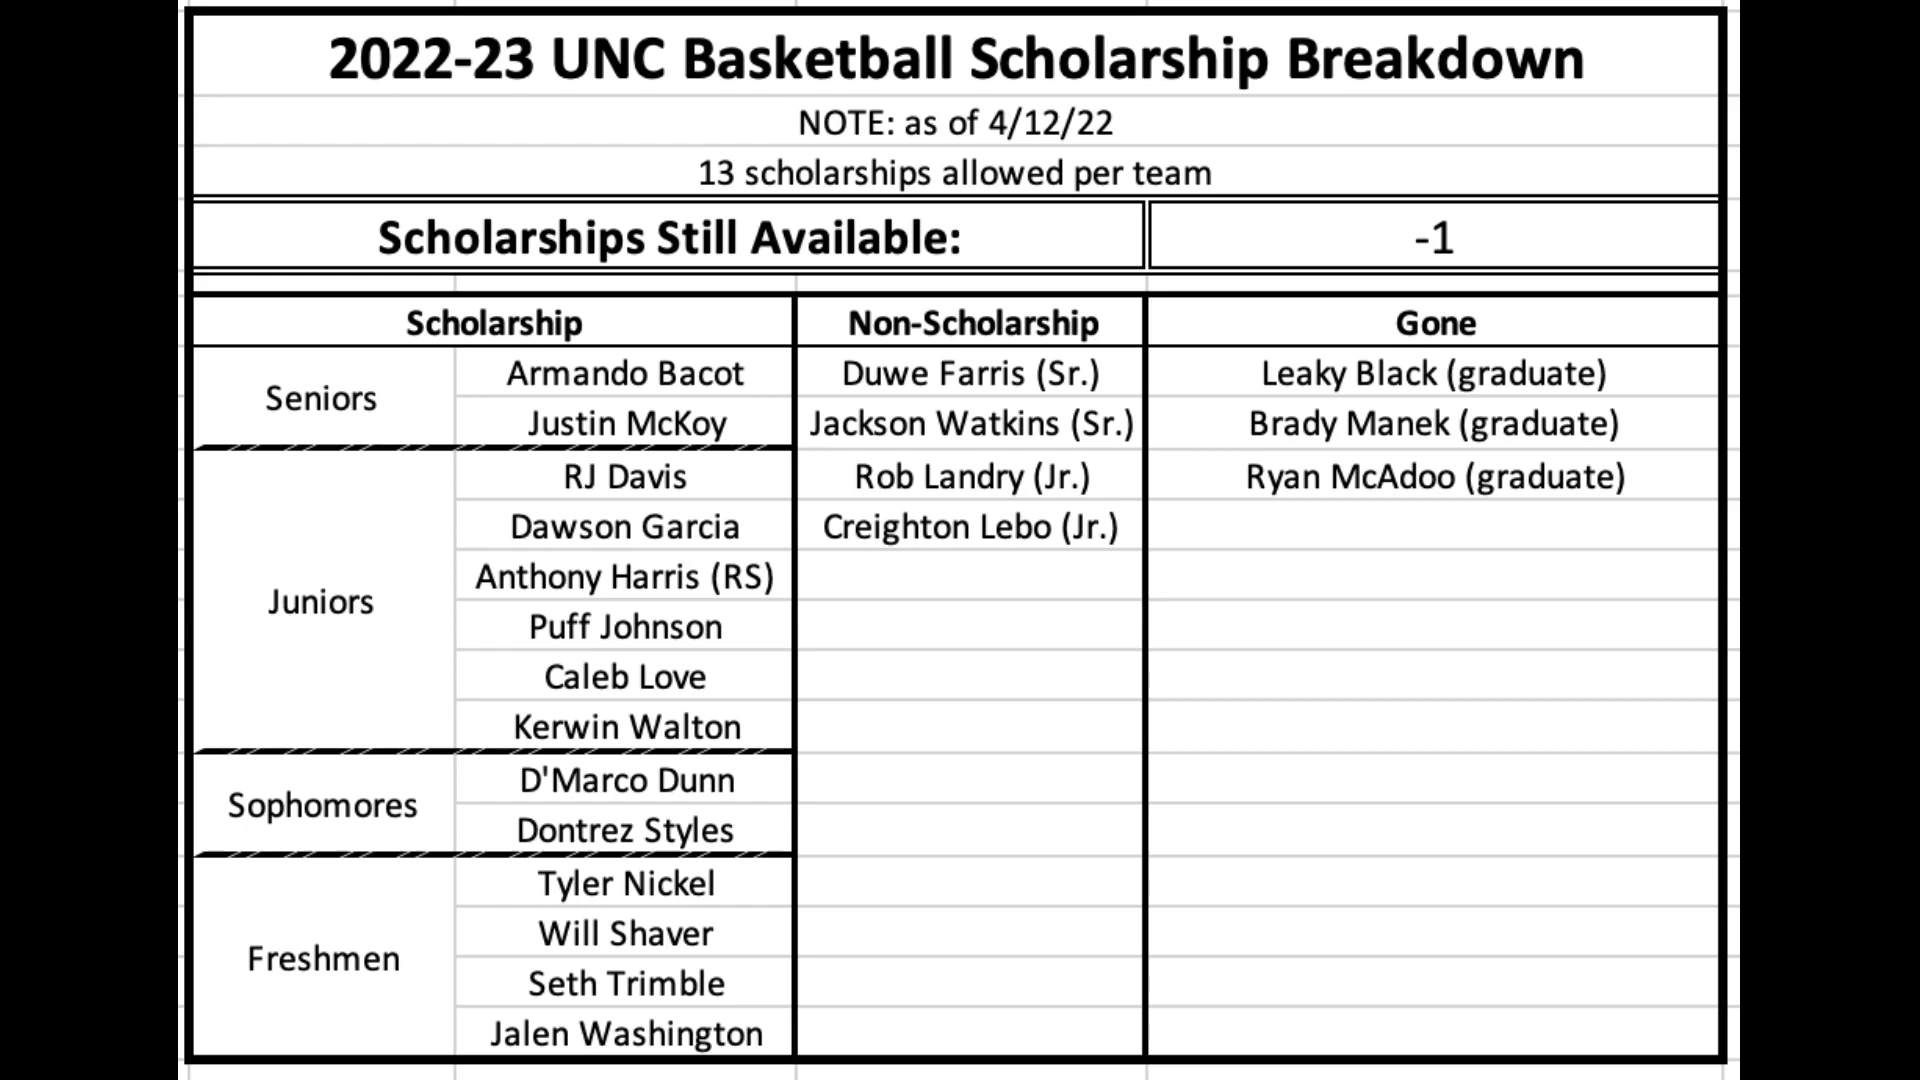 2022-23 UNC Basketball Scholarship Breakdown
NOTE: as of 4/12/22
13 scholarships allowed per team
Scholarships Still Available: -1
Scholarship Non-Scholarship Gone
Seniors
Armando Bacot Duwe Farris (Sr.) Leaky Black (graduate)
Justin McKoy Jackson Watkins (Sr.) Brady Manek (graduate)
Juniors
RJ Davis Rob Landry (Jr.) Ryan McAdoo (graduate)
Dawson Garcia Creighton Lebo (Jr.)
Anthony Harris (RS)
Puff Johnson
Caleb Love
Kerwin Walton
Sophomores
D'Marco Dunn
Dontrez Styles
Freshmen
Tyler Nickel
Will Shaver
Seth Trimble
Jalen Washington